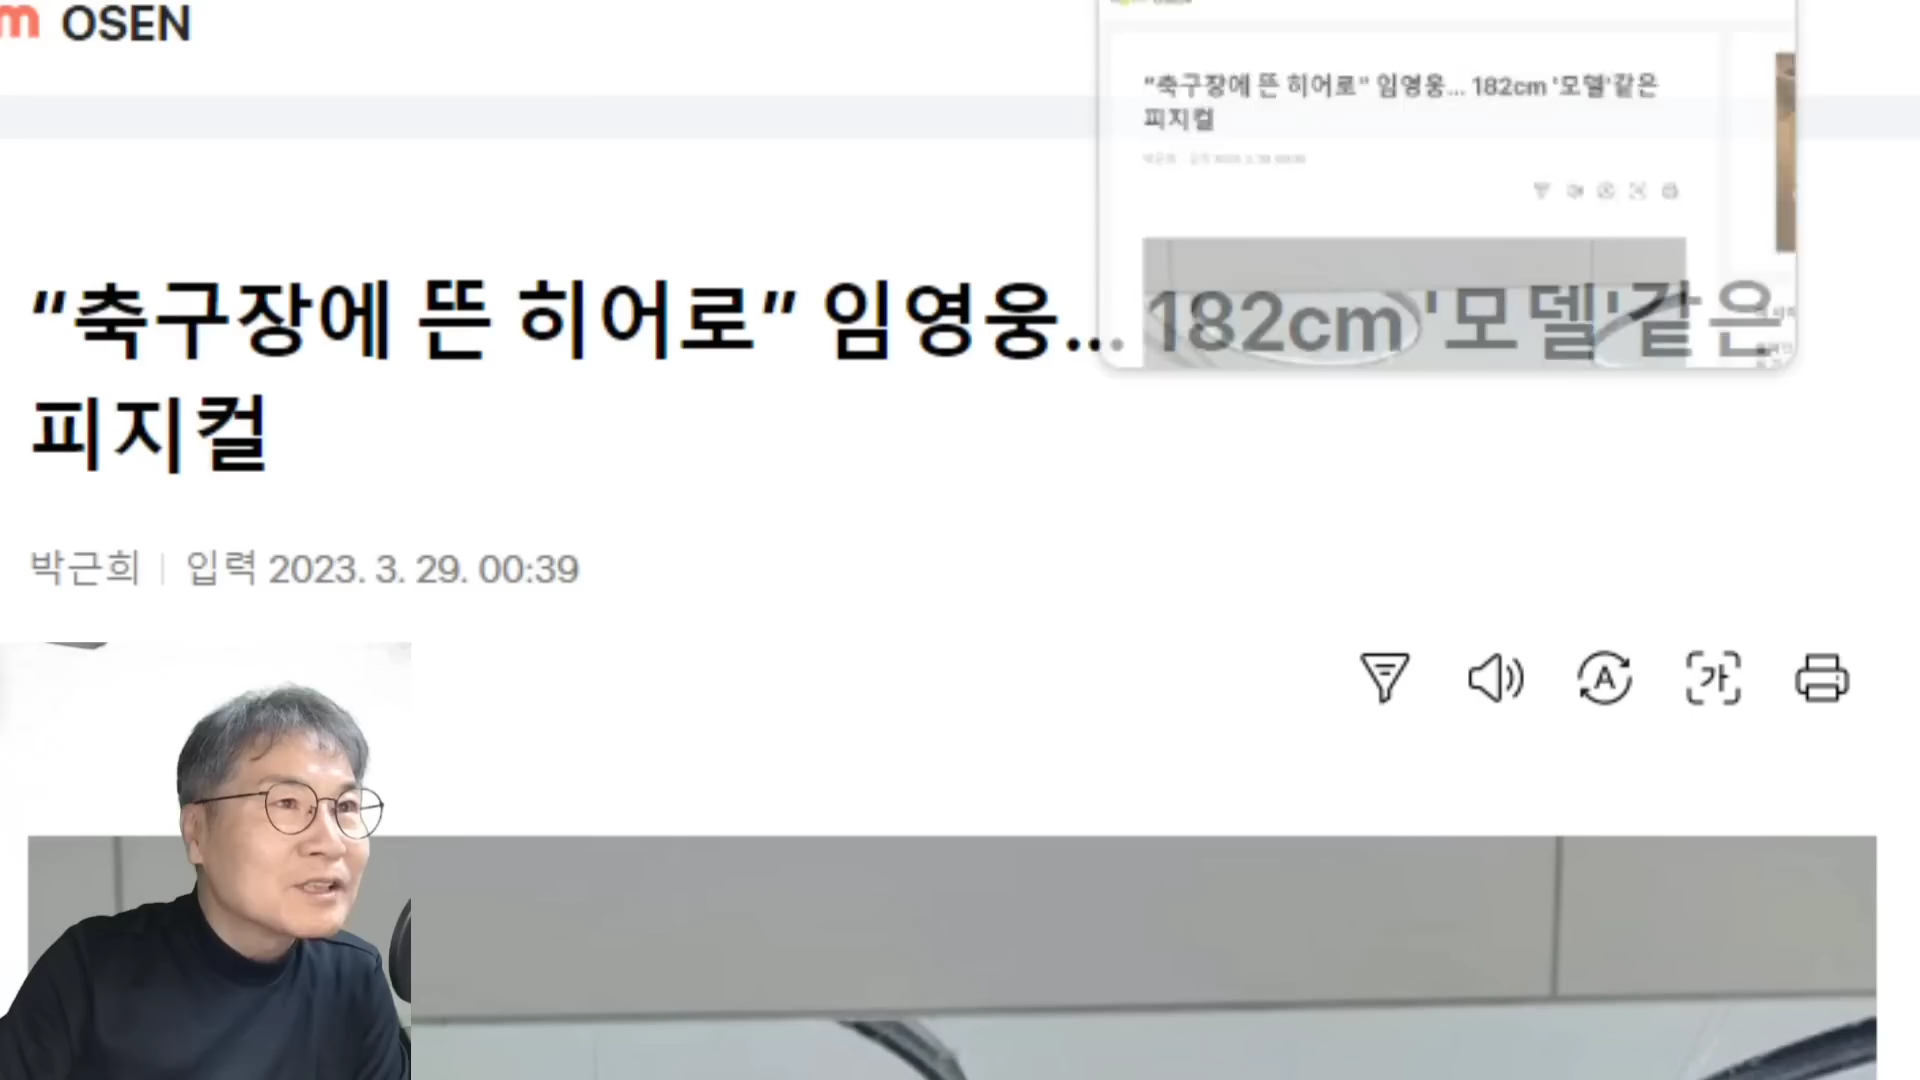 m OSEN
“축구장에 뜬 히어로” 임영웅... 182cm '모델'같은
피지컬
박근희 | 입력 2023. 3. 29. 00:39
가
“축구장에 뜬 히어로” 임영웅... 182cm '모델'같은
피지컬